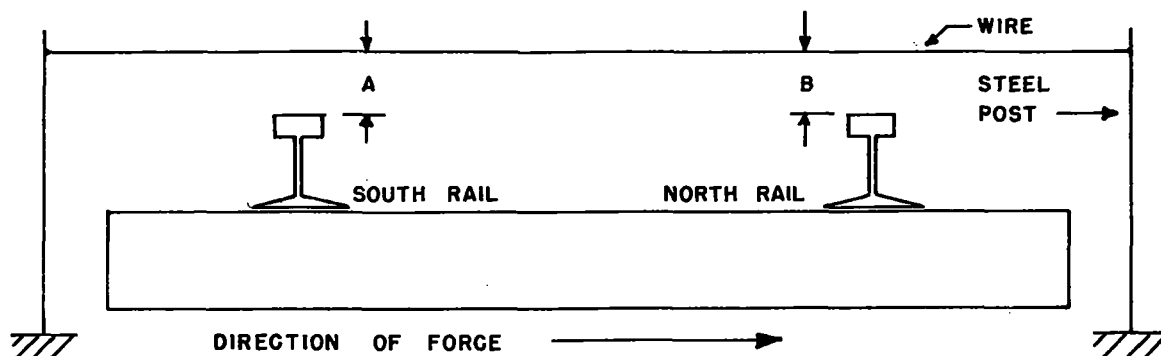 WIRE
A
B
STEEL
POST
SOUTH RAIL
NORTH RAIL
DIRECTION OF FORCE